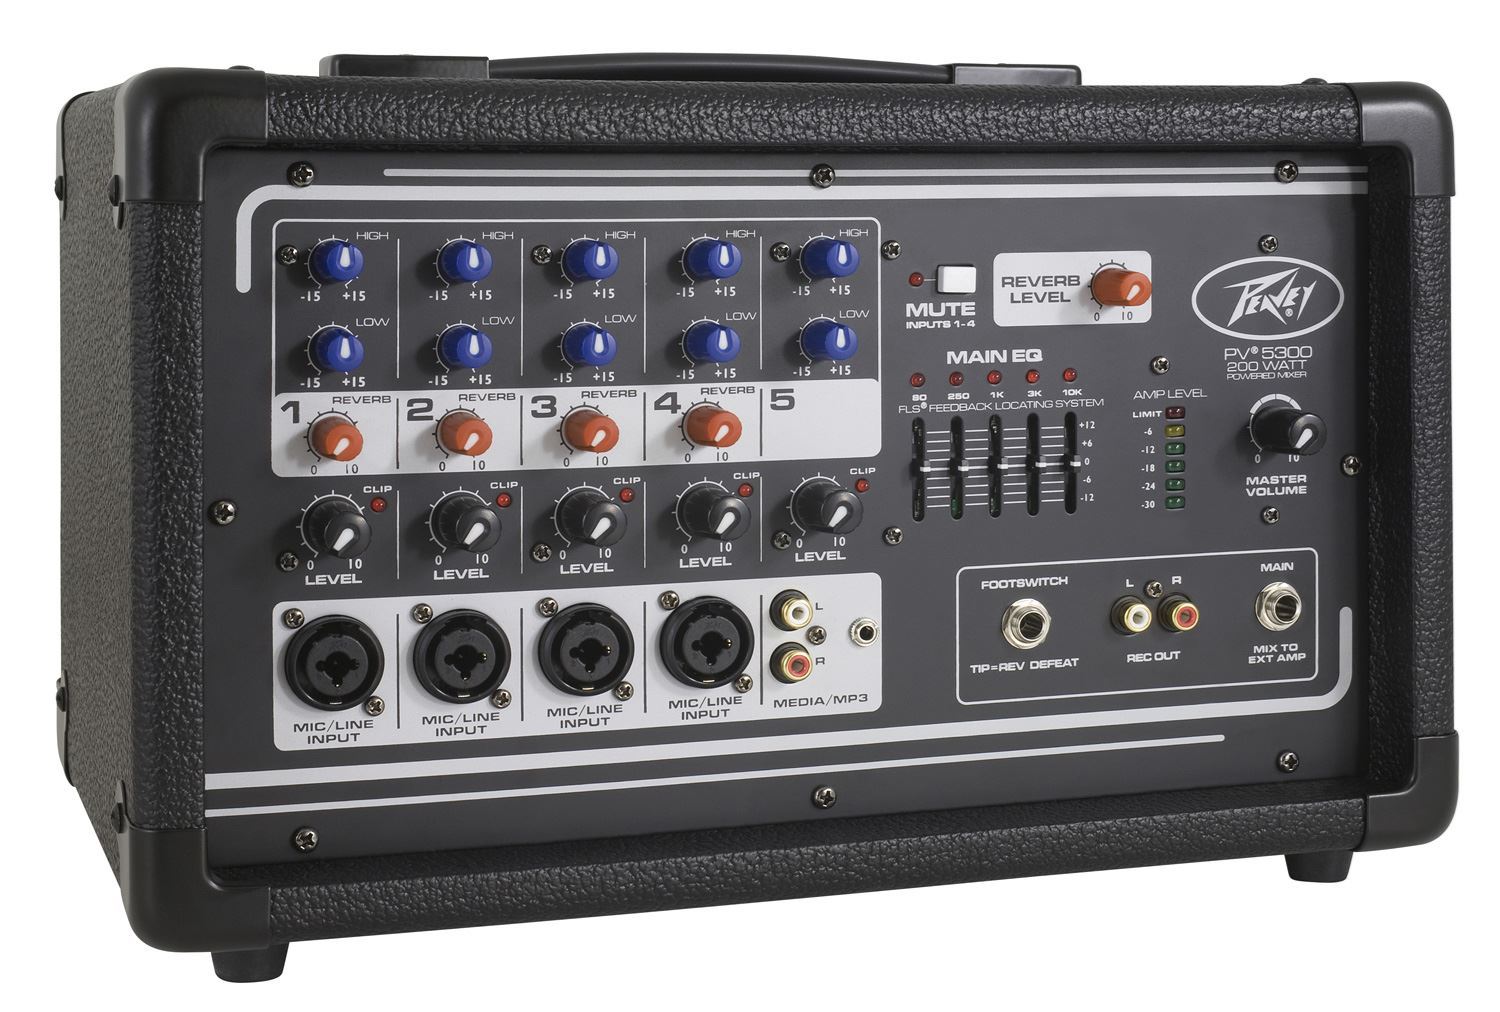 HIGH HIGH HIGH HIGH HIGH
-15 +15 -15 +15 -15 +15 -15 +15 -15 +15
LOW LOW LOW LOW LOW
-15 +15 -15 +15 -15 +15 -15 +15 -15 +15
1 REVERB 2 REVERB 3 REVERB 4 REVERB 5
0 10 0 10 0 10 0 10
CLIP CLIP CLIP CLIP CLIP
0 10 0 10 0 10 0 10 0 10
LEVEL LEVEL LEVEL LEVEL LEVEL
MIC/LINE INPUT
MIC/LINE INPUT
MIC/LINE INPUT
MIC/LINE INPUT
L
R
MEDIA/MP3
MUTE
INPUTS 1-4
REVERB
LEVEL
0 10
MAIN EQ
80 250 1K 3K 10K
FLS® FEEDBACK LOCATING SYSTEM
+12
+6
0
-6
-12
AMP LEVEL
LIMIT
-6
-12
-18
-24
-30
PEAVEY®
PV® 5300
200 WATT
POWERED MIXER
0 10
MASTER
VOLUME
FOOTSWITCH
TIP=REV DEFEAT
L R
REC OUT
MAIN
MIX TO
EXT AMP